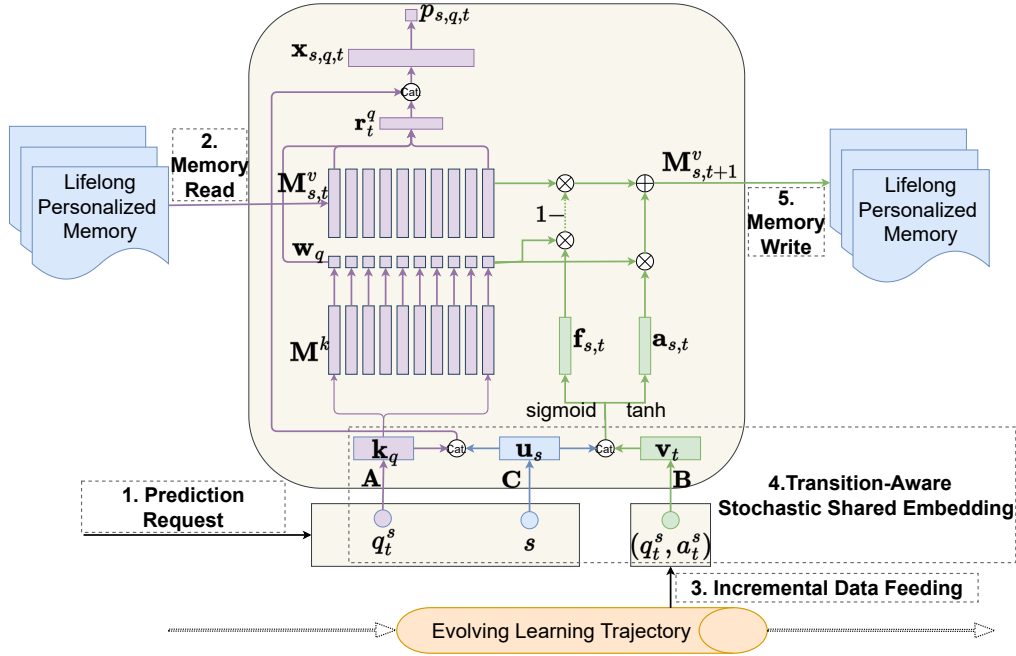 p_{s,q,t}
x_{s,q,t}
Cat.
r_t^q
2.
Memory
Read
Lifelong
Personalized
Memory
M_{s,t}^v
M_{s,t+1}^v
5.
Memory
Write
Lifelong
Personalized
Memory
1−
w_q
M^k
f_{s,t}
a_{s,t}
sigmoid
tanh
k_q
Cat.
u_s
Cat.
v_t
A
C
B
4.Transition-Aware
Stochastic Shared Embedding
1. Prediction
Request
q_t^s
s
(q_t^s, a_t^s)
3. Incremental Data Feeding
Evolving Learning Trajectory